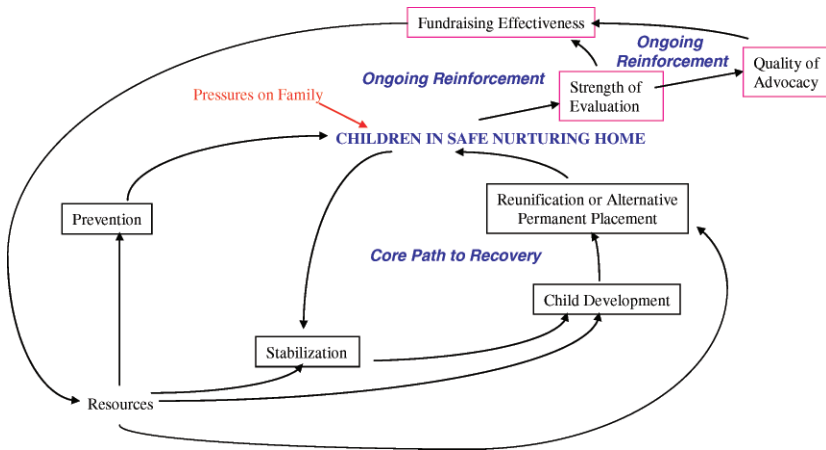 Fundraising Effectiveness
Ongoing
Reinforcement
Quality of
Advocacy
Ongoing Reinforcement
Strength of
Evaluation
Pressures on Family
CHILDREN IN SAFE NURTURING HOME
Prevention
Reunification or Alternative
Permanent Placement
Core Path to Recovery
Child Development
Stabilization
Resources